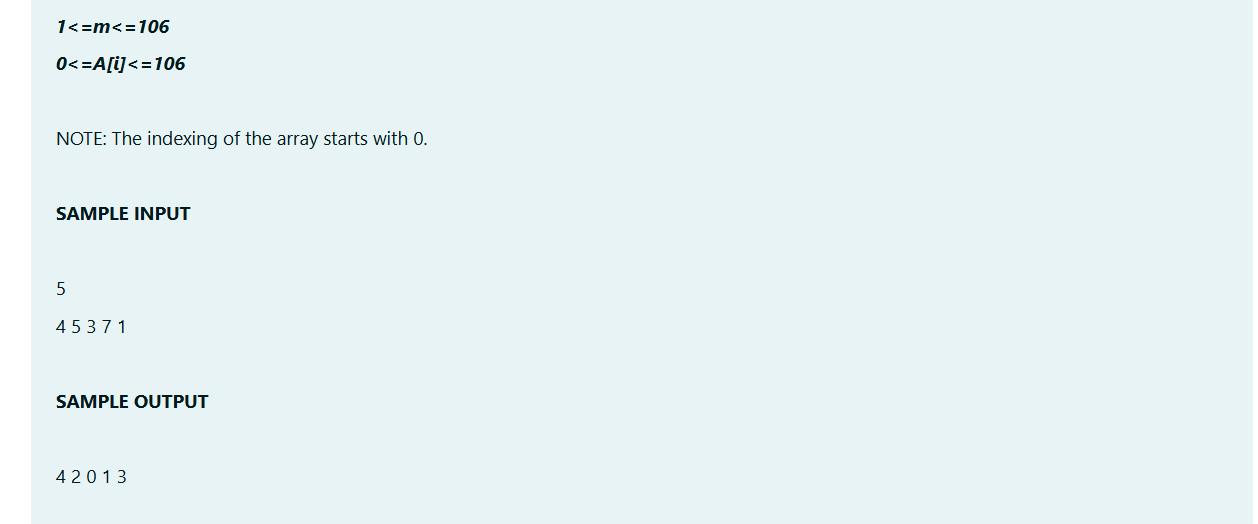 1<=m<=106
0<=A[i]<=106
NOTE: The indexing of the array starts with 0.
SAMPLE INPUT
5
4 5 3 7 1
SAMPLE OUTPUT
4 2 0 1 3